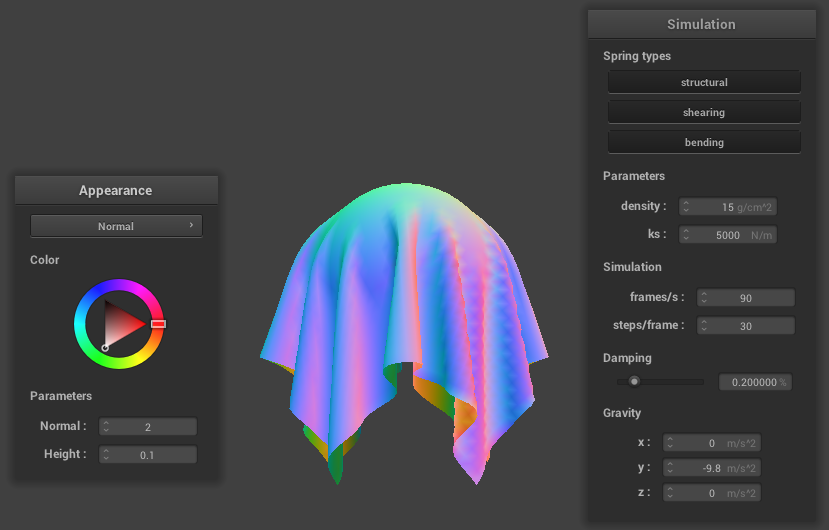 Appearance
Normal
Color
Parameters
Normal : 2
Height : 0.1
Simulation
Spring types
structural
shearing
bending
Parameters
density : 15 g/cm^2
ks : 5000 N/m
Simulation
frames/s : 90
steps/frame : 30
Damping
0.200000 %
Gravity
x : 0 m/s^2
y : -9.8 m/s^2
z : 0 m/s^2